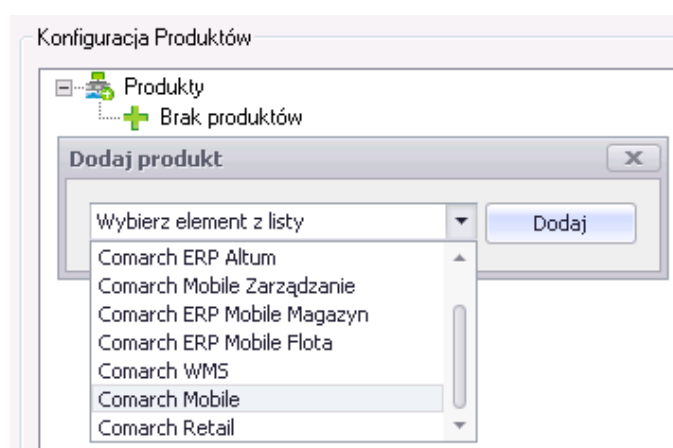 Konfiguracja Produktów
Produkty
Brak produktów
Dodaj produkt
Wybierz element z listy
Dodaj
Comarch ERP Altum
Comarch Mobile Zarządzanie
Comarch ERP Mobile Magazyn
Comarch ERP Mobile Flota
Comarch WMS
Comarch Mobile
Comarch Retail